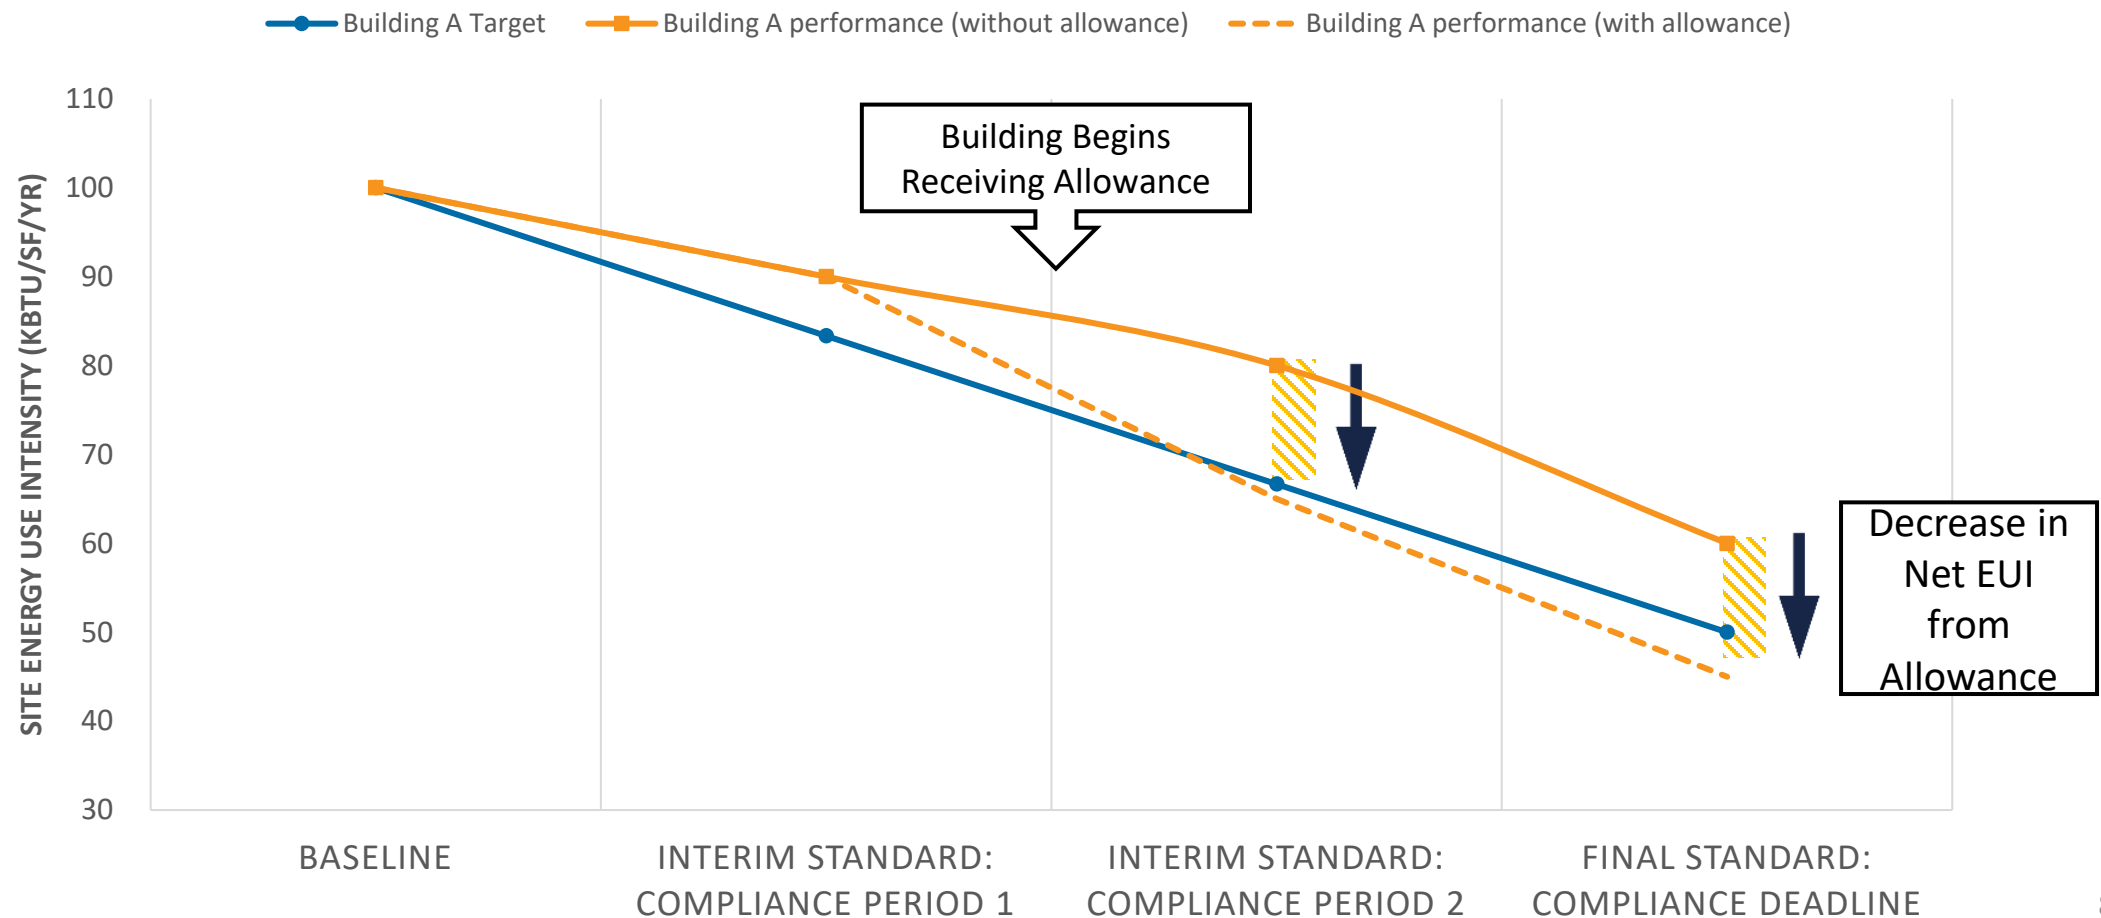 Building A Target
Building A performance (without allowance)
Building A performance (with allowance)
SITE ENERGY USE INTENSITY (KBTU/SF/YR)
110
100
90
80
70
60
50
40
30
Building Begins
Receiving Allowance
Decrease in
Net EUI
from
Allowance
BASELINE
INTERIM STANDARD:
COMPLIANCE PERIOD 1
INTERIM STANDARD:
COMPLIANCE PERIOD 2
FINAL STANDARD:
COMPLIANCE DEADLINE